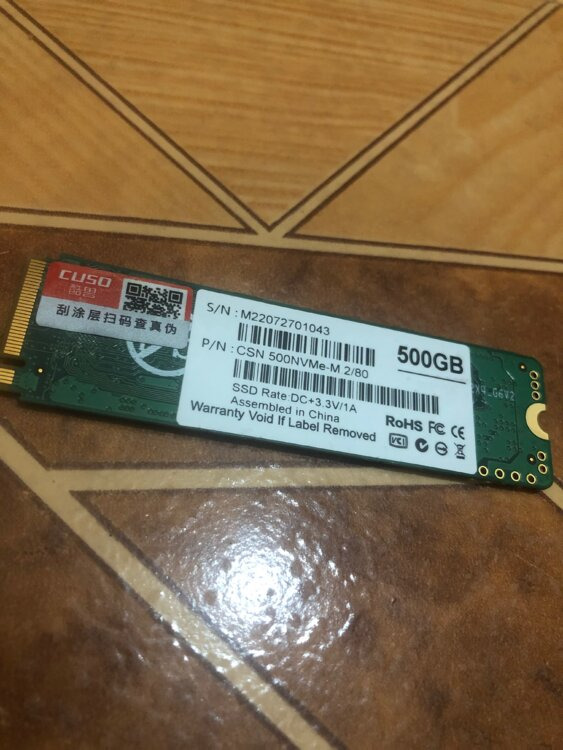 CUSO
酷兽
刮涂层扫码查真伪
S/N : M22072701043
P/N : CSN 500NVMe-M.2/80
500GB
SSD Rate:DC+3.3V/1A
Assembled in China
Warranty Void If Label Removed
RoHS FC CE